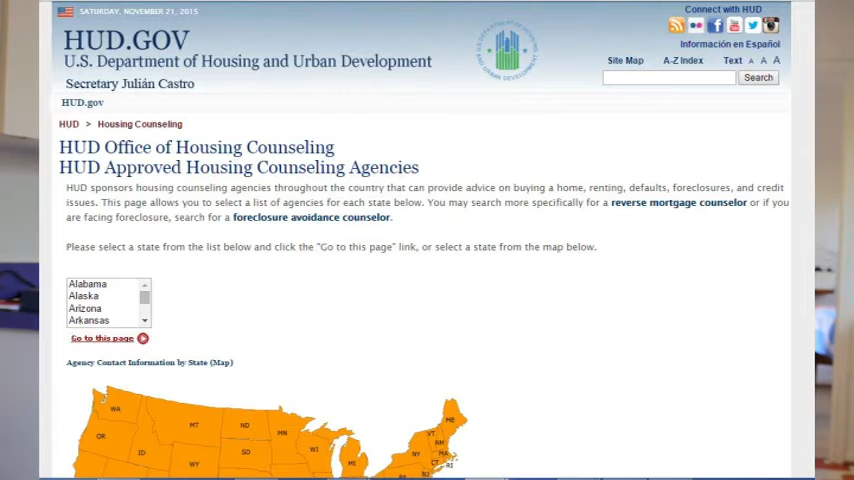 SATURDAY, NOVEMBER 21, 2015
Connect with HUD
HUD.GOV
U.S. Department of Housing and Urban Development
Secretary Julián Castro
Información en Español
Site Map A-Z Index Text A A A
Search
HUD.gov
HUD > Housing Counseling
HUD Office of Housing Counseling
HUD Approved Housing Counseling Agencies
HUD sponsors housing counseling agencies throughout the country that can provide advice on buying a home, renting, defaults, foreclosures, and credit
issues. This page allows you to select a list of agencies for each state below. You may search more specifically for a reverse mortgage counselor or if you
are facing foreclosure, search for a foreclosure avoidance counselor.
Please select a state from the list below and click the "Go to this page" link, or select a state from the map below.
Alabama
Alaska
Arizona
Arkansas
Go to this page
Agency Contact Information by State (Map)
WA
MT
ND
MN
ME
VT
OR
NH
ID
WY
SD
WI
MI
NY
MA
CT
RI
NJ